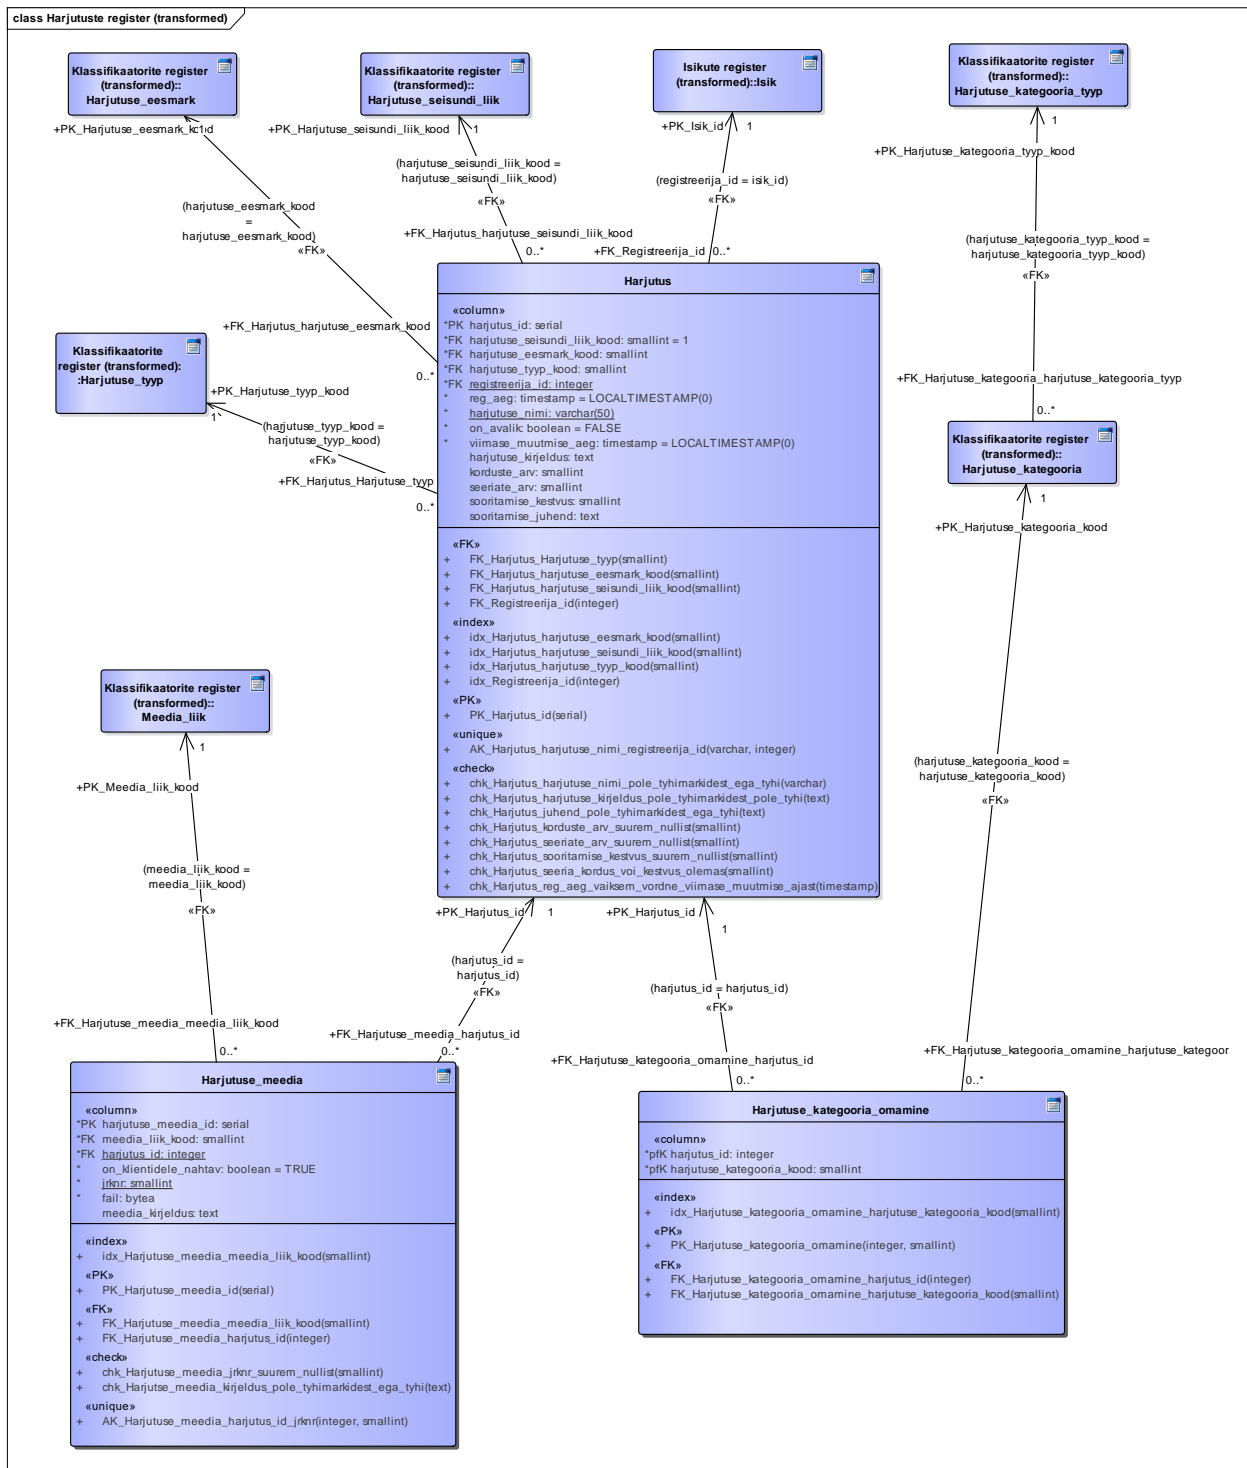 class Harjutuste register (transformed)
Klassifikaatorite register
(transformed)::
Harjutuse_eesmark
Klassifikaatorite register
(transformed)::
Harjutuse_seisundi_liik
Isikute register
(transformed)::Isik
Klassifikaatorite register
(transformed)::
Harjutuse_kategooria_tyyp
+PK_Harjutuse_eesmark_kood
1
+PK_Harjutuse_seisundi_liik_kood
1
+PK_Isik_id
1
1
+PK_Harjutuse_kategooria_tyyp_kood
(harjutuse_seisundi_liik_kood =
harjutuse_seisundi_liik_kood)
«FK»
(registreerija_id = isik_id)
«FK»
(harjutuse_eesmark_kood
=
harjutuse_eesmark_kood)
«FK»
(harjutuse_kategooria_tyyp_kood =
harjutuse_kategooria_tyyp_kood)
«FK»
+FK_Harjutus_harjutuse_seisundi_liik_kood
0..*
+FK_Registreerija_id
0..*
+FK_Harjutus_harjutuse_eesmark_kood
0..*
Klassifikaatorite
register (transformed):
:Harjutuse_tyyp
+PK_Harjutuse_tyyp_kood
1
(harjutuse_tyyp_kood =
harjutuse_tyyp_kood)
«FK»
+FK_Harjutus_Harjutuse_tyyp
0..*
+FK_Harjutuse_kategooria_harjutuse_kategooria_tyyp
0..*
Klassifikaatorite register
(transformed)::
Harjutuse_kategooria
1
+PK_Harjutuse_kategooria_kood
Harjutus
«column»
*PK harjutus_id: serial
*FK harjutuse_seisundi_liik_kood: smallint = 1
*FK harjutuse_eesmark_kood: smallint
*FK harjutuse_tyyp_kood: smallint
*FK registreerija_id: integer
* reg_aeg: timestamp = LOCALTIMESTAMP(0)
* harjutuse_nimi: varchar(50)
* on_avalik: boolean = FALSE
* viimase_muutmise_aeg: timestamp = LOCALTIMESTAMP(0)
harjutuse_kirjeldus: text
korduste_arv: smallint
seeriate_arv: smallint
sooritamise_kestvus: smallint
sooritamise_juhend: text
«FK»
+ FK_Harjutus_Harjutuse_tyyp(smallint)
+ FK_Harjutus_harjutuse_eesmark_kood(smallint)
+ FK_Harjutus_harjutuse_seisundi_liik_kood(smallint)
+ FK_Registreerija_id(integer)
«index»
+ idx_Harjutus_harjutuse_eesmark_kood(smallint)
+ idx_Harjutus_harjutuse_seisundi_liik_kood(smallint)
+ idx_Harjutus_harjutuse_tyyp_kood(smallint)
+ idx_Registreerija_id(integer)
«PK»
+ PK_Harjutus_id(serial)
«unique»
+ AK_Harjutus_harjutuse_nimi_registreerija_id(varchar, integer)
«check»
+ chk_Harjutus_harjutuse_nimi_pole_tyhimarkidest_ega_tyhi(varchar)
+ chk_Harjutus_harjutuse_kirjeldus_pole_tyhimarkidest_pole_tyhi(text)
+ chk_Harjutus_juhend_pole_tyhimarkidest_ega_tyhi(text)
+ chk_Harjutus_korduste_arv_suurem_nullist(smallint)
+ chk_Harjutus_seeriate_arv_suurem_nullist(smallint)
+ chk_Harjutus_sooritamise_kestvus_suurem_nullist(smallint)
+ chk_Harjutus_seeria_kordus_voi_kestvus_olemas(smallint)
+ chk_Harjutus_reg_aeg_vaiksem_vordne_viimase_muutmise_ajast(timestamp)
Klassifikaatorite register
(transformed)::
Meedia_liik
1
+PK_Meedia_liik_kood
(meedia_liik_kood =
meedia_liik_kood)
«FK»
+FK_Harjutuse_meedia_meedia_liik_kood
0..*
+PK_Harjutus_id
1
(harjutus_id =
harjutus_id)
«FK»
+FK_Harjutuse_meedia_harjutus_id
0..*
+PK_Harjutus_id
1
(harjutus_id = harjutus_id)
«FK»
+FK_Harjutuse_kategooria_omamine_harjutus_id
0..*
(harjutuse_kategooria_kood =
harjutuse_kategooria_kood)
«FK»
+FK_Harjutuse_kategooria_omamine_harjutuse_kategoor
0..*
Harjutuse_meedia
«column»
*PK harjutuse_meedia_id: serial
*FK meedia_liik_kood: smallint
*FK harjutus_id: integer
* on_klientidele_nahtav: boolean = TRUE
* jrknr: smallint
* fail: bytea
meedia_kirjeldus: text
«index»
+ idx_Harjutuse_meedia_meedia_liik_kood(smallint)
«PK»
+ PK_Harjutuse_meedia_id(serial)
«FK»
+ FK_Harjutuse_meedia_meedia_liik_kood(smallint)
+ FK_Harjutuse_meedia_harjutus_id(integer)
«check»
+ chk_Harjutuse_meedia_jrknr_suurem_nullist(smallint)
+ chk_Harjutse_meedia_kirjeldus_pole_tyhimarkidest_ega_tyhi(text)
«unique»
+ AK_Harjutuse_meedia_harjutus_id_jrknr(integer, smallint)
Harjutuse_kategooria_omamine
«column»
*pfK harjutus_id: integer
*pfK harjutuse_kategooria_kood: smallint
«index»
+ idx_Harjutuse_kategooria_omamine_harjutuse_kategooria_kood(smallint)
«PK»
+ PK_Harjutuse_kategooria_omamine(integer, smallint)
«FK»
+ FK_Harjutuse_kategooria_omamine_harjutus_id(integer)
+ FK_Harjutuse_kategooria_omamine_harjutuse_kategooria_kood(smallint)